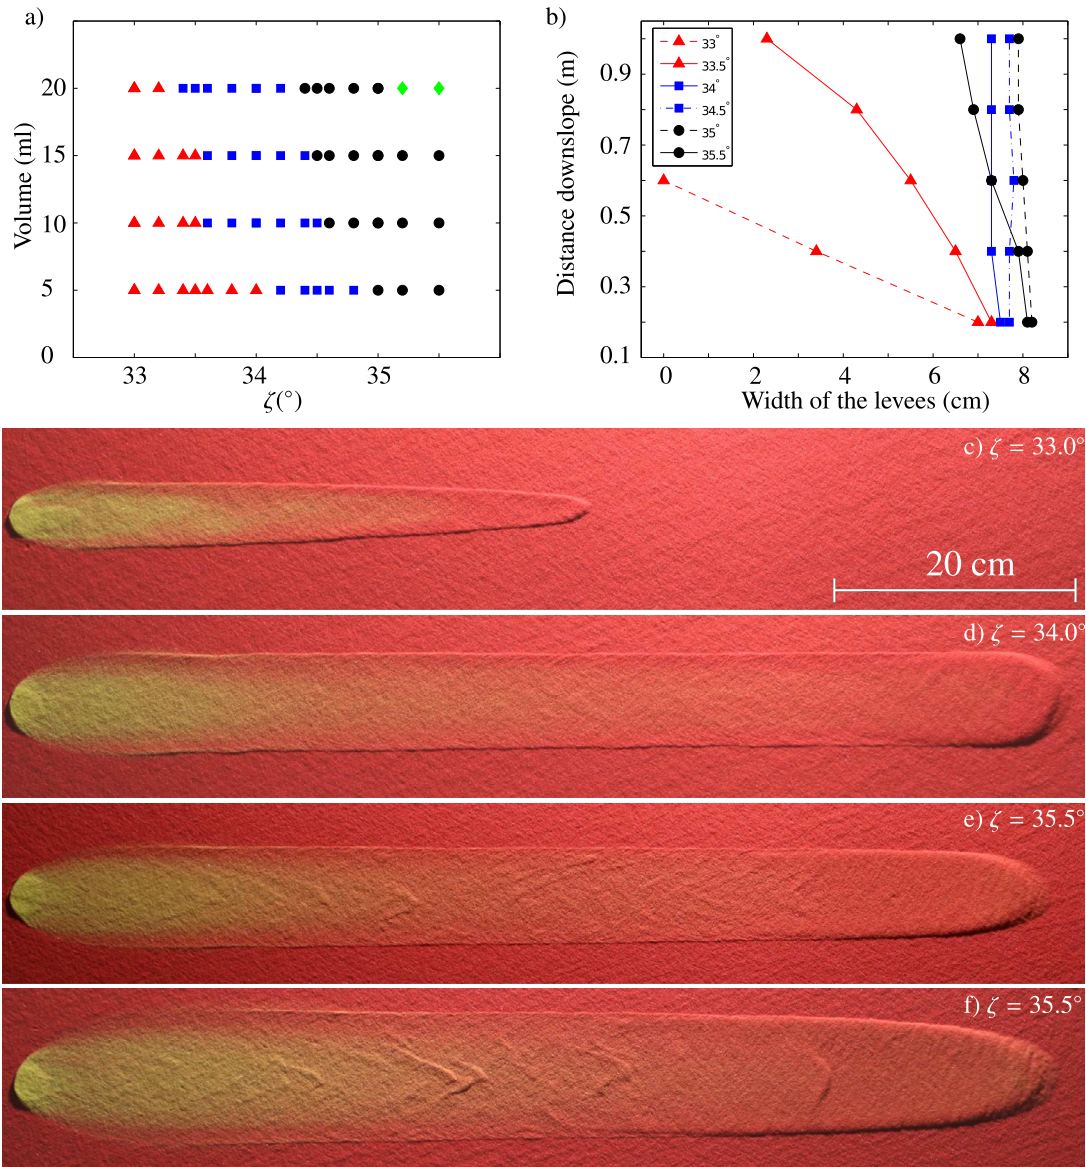 a)
Volume (ml)
20
15
10
5
0
33
34
35
ζ(°)
b)
Distance downslope (m)
0.9
0.7
0.5
0.3
0.1
33°
33.5°
34°
34.5°
35°
35.5°
0
2
4
6
8
Width of the levees (cm)
c) ζ = 33.0°
20 cm
d) ζ = 34.0°
e) ζ = 35.5°
f) ζ = 35.5°